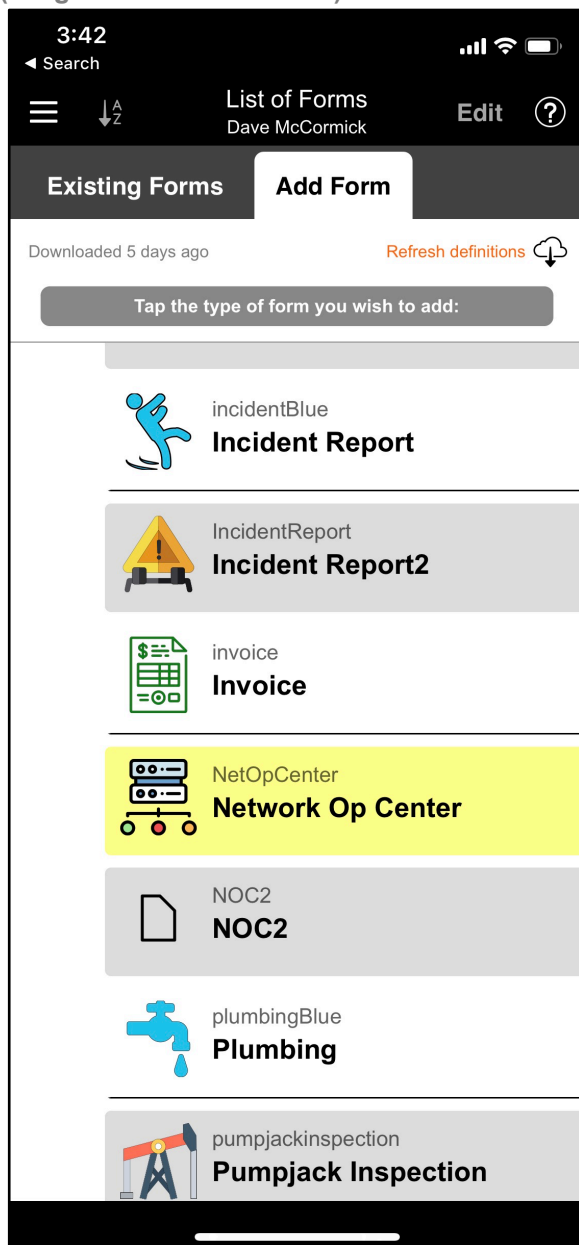 3:42
◀ Search
A
Z
List of Forms
Dave McCormick
Edit
?
Existing Forms
Add Form
Downloaded 5 days ago
Refresh definitions
Tap the type of form you wish to add:
incidentBlue
Incident Report
IncidentReport
Incident Report2
invoice
Invoice
NetOpCenter
Network Op Center
NOC2
NOC2
plumbingBlue
Plumbing
pumpjackinspection
Pumpjack Inspection